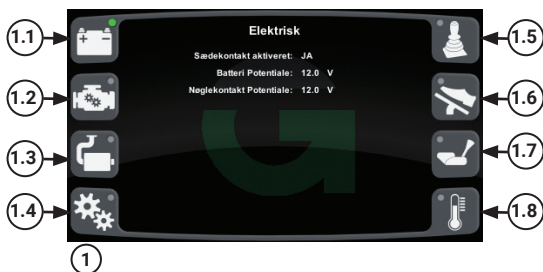 Elektrisk
Sædekontakt aktiveret: JA
Batteri Potentiale: 12.0 V
Nøglekontakt Potentiale: 12.0 V
1.1
1.2
1.3
1.4
1.5
1.6
1.7
1.8
1